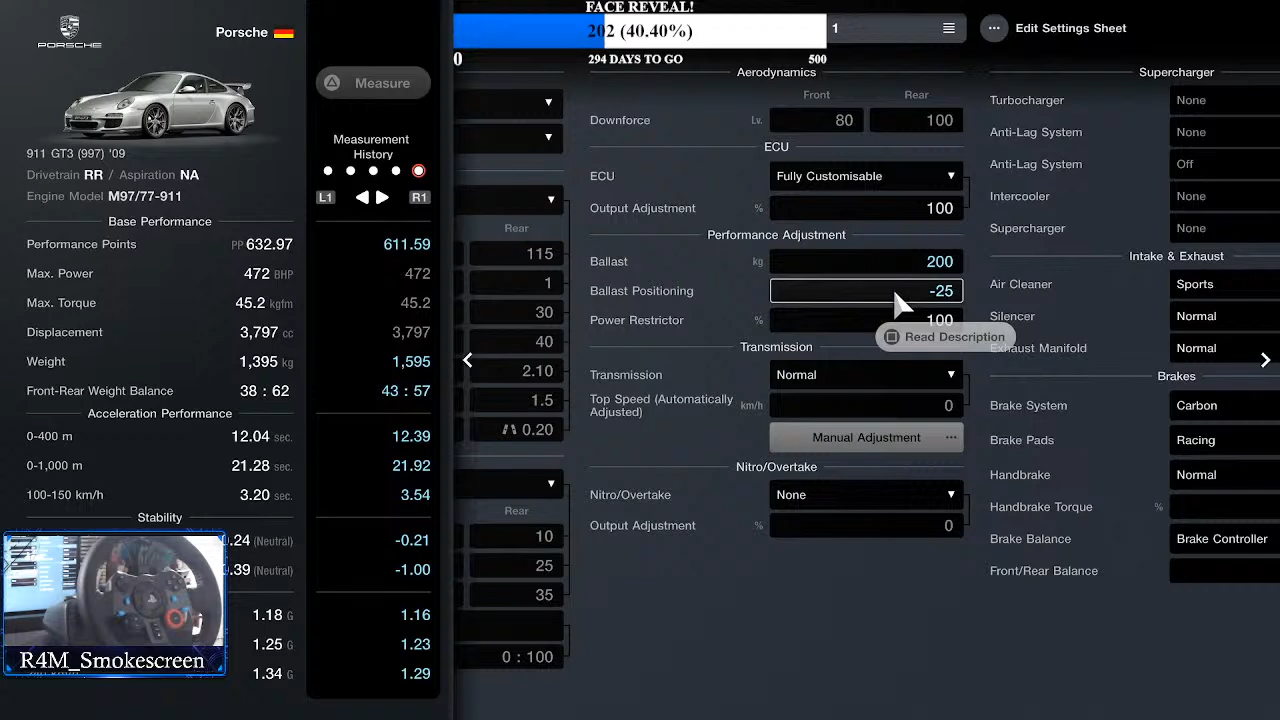 FACE REVEAL!
202 (40.40%)
0
294 DAYS TO GO 500
1
Edit Settings Sheet
PORSCHE
Porsche
911 GT3 (997) '09
Drivetrain RR / Aspiration NA
Engine Model M97/77-911
Base Performance
Performance Points PP 632.97
Max. Power 472 BHP
Max. Torque 45.2 kgfm
Displacement 3,797 cc
Weight 1,395 kg
Front-Rear Weight Balance 38 : 62
Acceleration Performance
0-400 m 12.04 sec.
0-1,000 m 21.28 sec.
100-150 km/h 3.20 sec.
Stability
.24 (Neutral)
.39 (Neutral)
1.18 G
1.25 G
1.34 G
R4M_Smokescreen
Measure
Measurement
History
L1 R1
611.59
472
45.2
3,797
1,595
43 : 57
12.39
21.92
3.54
-0.21
-1.00
1.16
1.23
1.29
Rear
115
1
30
40
2.10
1.5
0.20
Rear
10
25
35
0 : 100
Aerodynamics
Front Rear
Downforce Lv. 80 100
ECU
ECU Fully Customisable
Output Adjustment % 100
Performance Adjustment
Ballast kg 200
Ballast Positioning -25
Power Restrictor % 100
Read Description
Transmission
Transmission Normal
Top Speed (Automatically
Adjusted) km/h 0
Manual Adjustment
Nitro/Overtake
Nitro/Overtake None
Output Adjustment % 0
Supercharger
Turbocharger None
Anti-Lag System None
Anti-Lag System Off
Intercooler None
Supercharger None
Intake & Exhaust
Air Cleaner Sports
Silencer Normal
Exhaust Manifold Normal
Brakes
Brake System Carbon
Brake Pads Racing
Handbrake Normal
Handbrake Torque %
Brake Balance Brake Controller
Front/Rear Balance